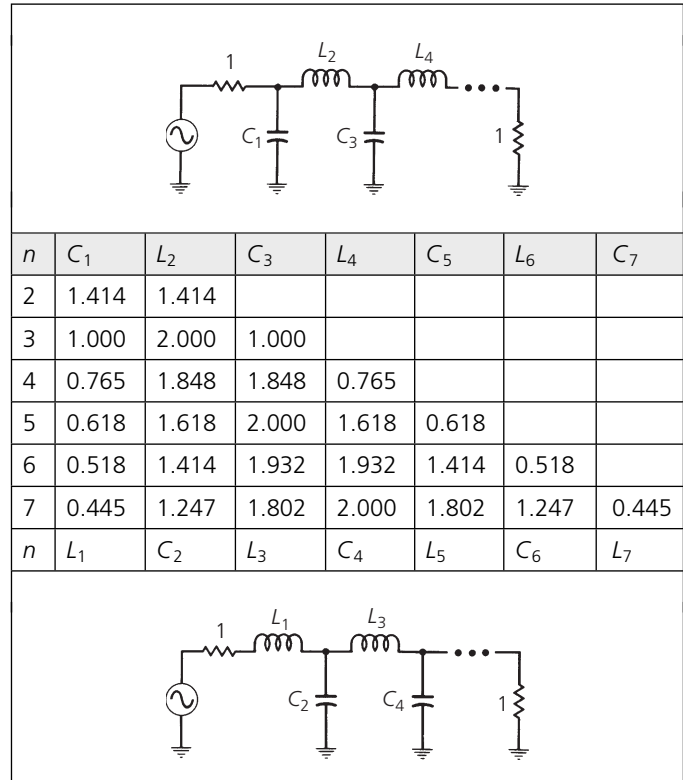 1 L2 L4
C1 C3 1
n C1 L2 C3 L4 C5 L6 C7
2 1.414 1.414
3 1.000 2.000 1.000
4 0.765 1.848 1.848 0.765
5 0.618 1.618 2.000 1.618 0.618
6 0.518 1.414 1.932 1.932 1.414 0.518
7 0.445 1.247 1.802 2.000 1.802 1.247 0.445
n L1 C2 L3 C4 L5 C6 L7
1 L1 L3
C2 C4 1